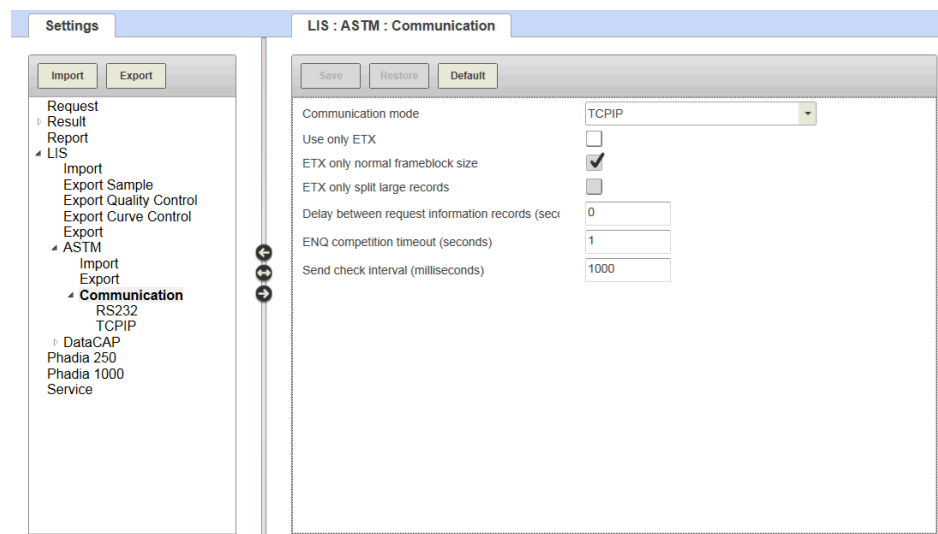 Settings
LIS : ASTM : Communication
Import Export
Save Restore Default
Request
Result
Report
LIS
Import
Export Sample
Export Quality Control
Export Curve Control
Export
ASTM
Import
Export
Communication
RS232
TCPIP
DataCAP
Phadia 250
Phadia 1000
Service
Communication mode TCPIP
Use only ETX
ETX only normal frameblock size
ETX only split large records
Delay between request information records (seco 0
ENQ competition timeout (seconds) 1
Send check interval (milliseconds) 1000